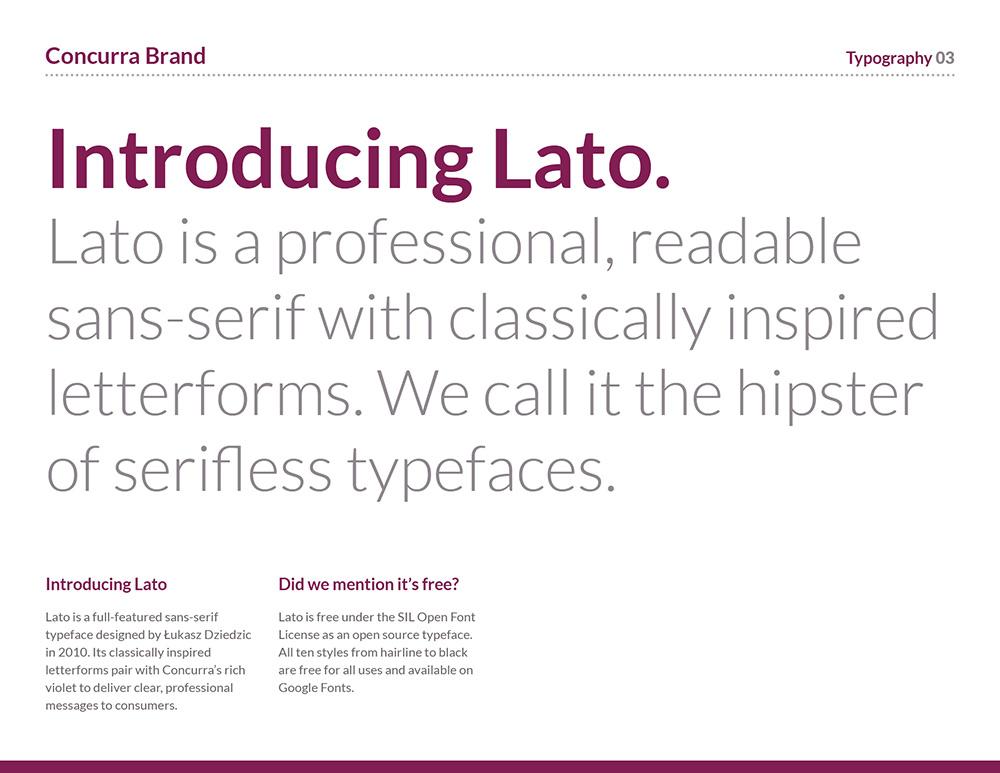 Concurra Brand
Typography 03
Introducing Lato.
Lato is a professional, readable
sans-serif with classically inspired
letterforms. We call it the hipster
of serifless typefaces.
Introducing Lato
Lato is a full-featured sans-serif
typeface designed by Łukasz Dziedzic
in 2010. Its classically inspired
letterforms pair with Concurra’s rich
violet to deliver clear, professional
messages to consumers.
Did we mention it’s free?
Lato is free under the SIL Open Font
License as an open source typeface.
All ten styles from hairline to black
are free for all uses and available on
Google Fonts.